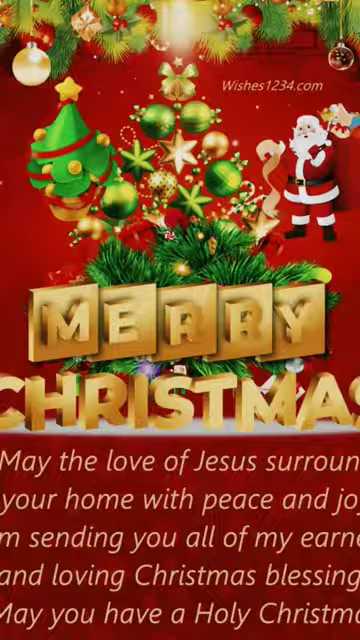 Wishes1234.com
MERRY
CHRISTMAS
May the love of Jesus surroun
your home with peace and jo
m sending you all of my earne
and loving Christmas blessing
May you have a Holy Christm